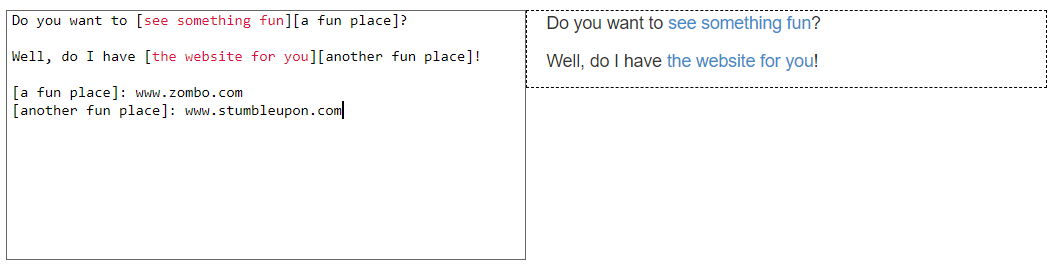 Do you want to [see something fun][a fun place]?
Well, do I have [the website for you][another fun place]!
[a fun place]: www.zombo.com
[another fun place]: www.stumbleupon.com
Do you want to see something fun?
Well, do I have the website for you!